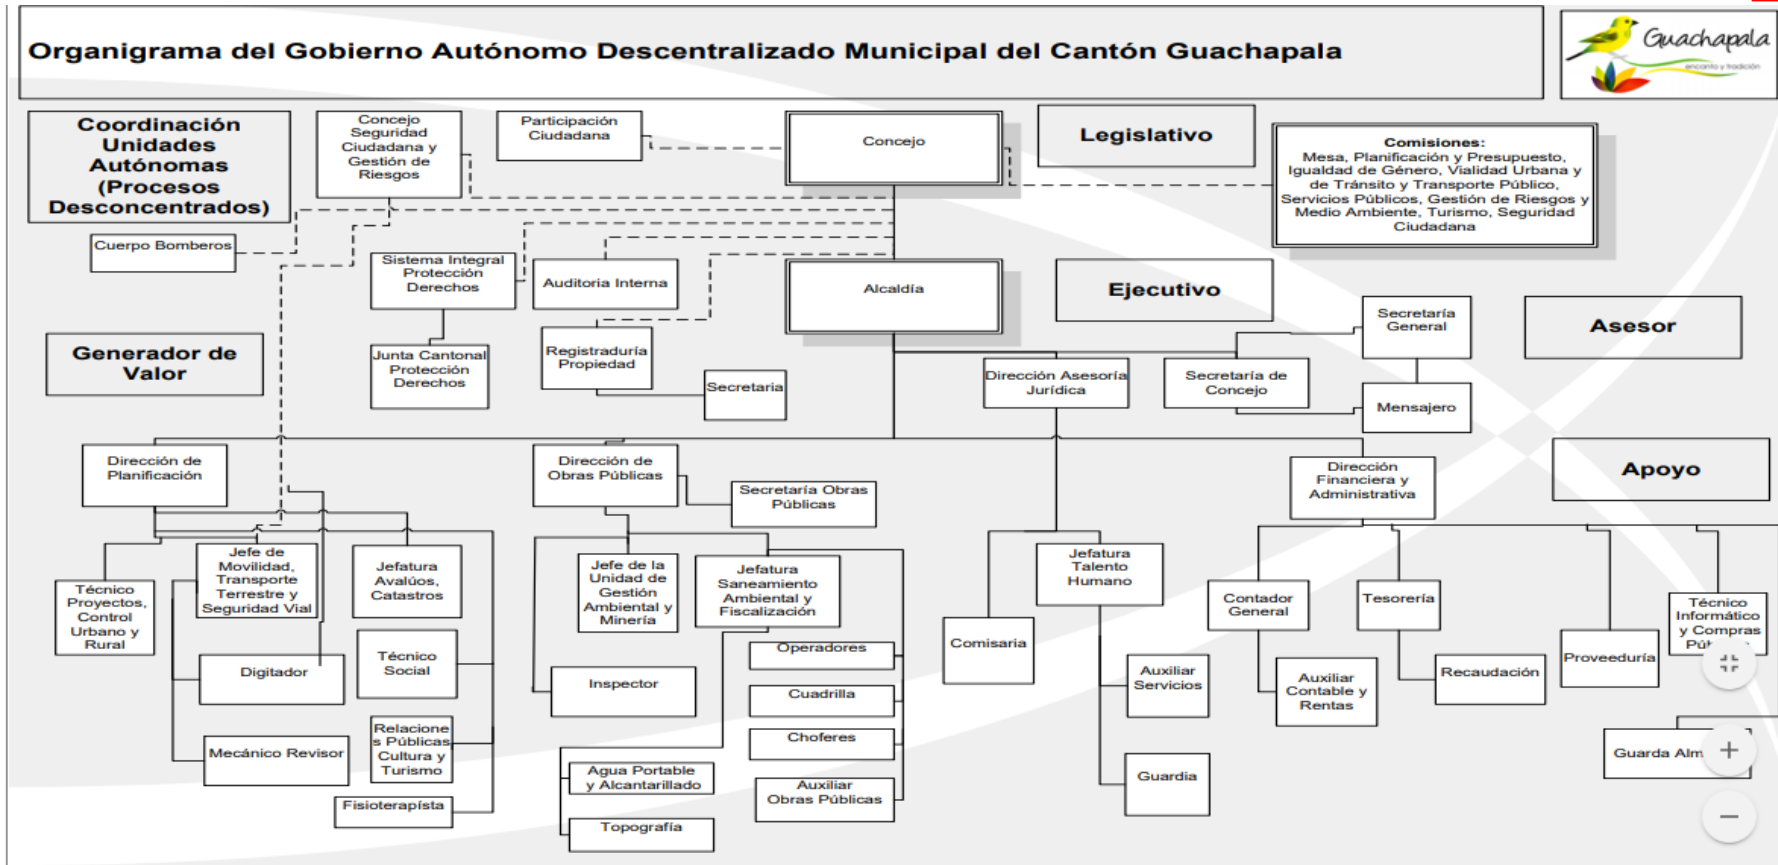 Organigrama del Gobierno Autónomo Descentralizado Municipal del Cantón Guachapala
Guachapala
encanto y tradición
Coordinación
Unidades
Autónomas
(Procesos
Desconcentrados)
Concejo
Seguridad
Ciudadana y
Gestión de
Riesgos
Participación
Ciudadana
Concejo
Legislativo
Comisiones:
Mesa, Planificación y Presupuesto,
Igualdad de Género, Vialidad Urbana y
de Tránsito y Transporte Público,
Servicios Públicos, Gestión de Riesgos y
Medio Ambiente, Turismo, Seguridad
Ciudadana
Cuerpo Bomberos
Sistema Integral
Protección
Derechos
Auditoria Interna
Alcaldía
Ejecutivo
Secretaría
General
Asesor
Generador de
Valor
Junta Cantonal
Protección
Derechos
Registraduría
Propiedad
Secretaria
Dirección Asesoría
Jurídica
Secretaría de
Concejo
Mensajero
Dirección de
Planificación
Dirección de
Obras Públicas
Secretaría Obras
Públicas
Dirección
Financiera y
Administrativa
Apoyo
Técnico
Proyectos,
Control
Urbano y
Rural
Jefe de
Movilidad,
Transporte
Terrestre y
Seguridad Vial
Jefatura
Avalúos,
Catastros
Jefe de la
Unidad de
Gestión
Ambiental y
Minería
Jefatura
Saneamiento
Ambiental y
Fiscalización
Comisaria
Jefatura
Talento
Humano
Contador
General
Tesorería
Proveeduría
Técnico
Informático
y Compras
Digitador
Técnico
Social
Inspector
Operadores
Cuadrilla
Auxiliar
Servicios
Auxiliar
Contable y
Rentas
Recaudación
Mecánico Revisor
Relacione
s Públicas
Cultura y
Turismo
Choferes
Agua Portable
y Alcantarillado
Auxiliar
Obras Públicas
Guardia
Guarda Alm
Fisioterapísta
Topografía